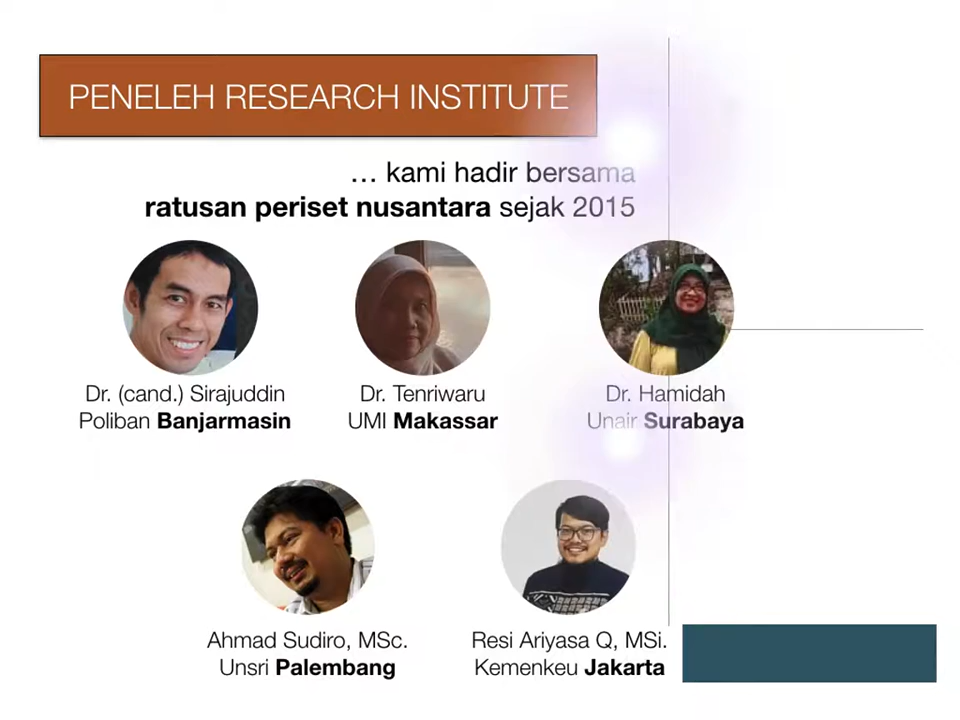 PENELEH RESEARCH INSTITUTE
… kami hadir bersama
ratusan periset nusantara sejak 2015
Dr. (cand.) Sirajuddin
Poliban Banjarmasin
Dr. Tenriwaru
UMI Makassar
Dr. Hamidah
Unair Surabaya
Ahmad Sudiro, MSc.
Unsri Palembang
Resi Ariyasa Q, MSi.
Kemenkeu Jakarta